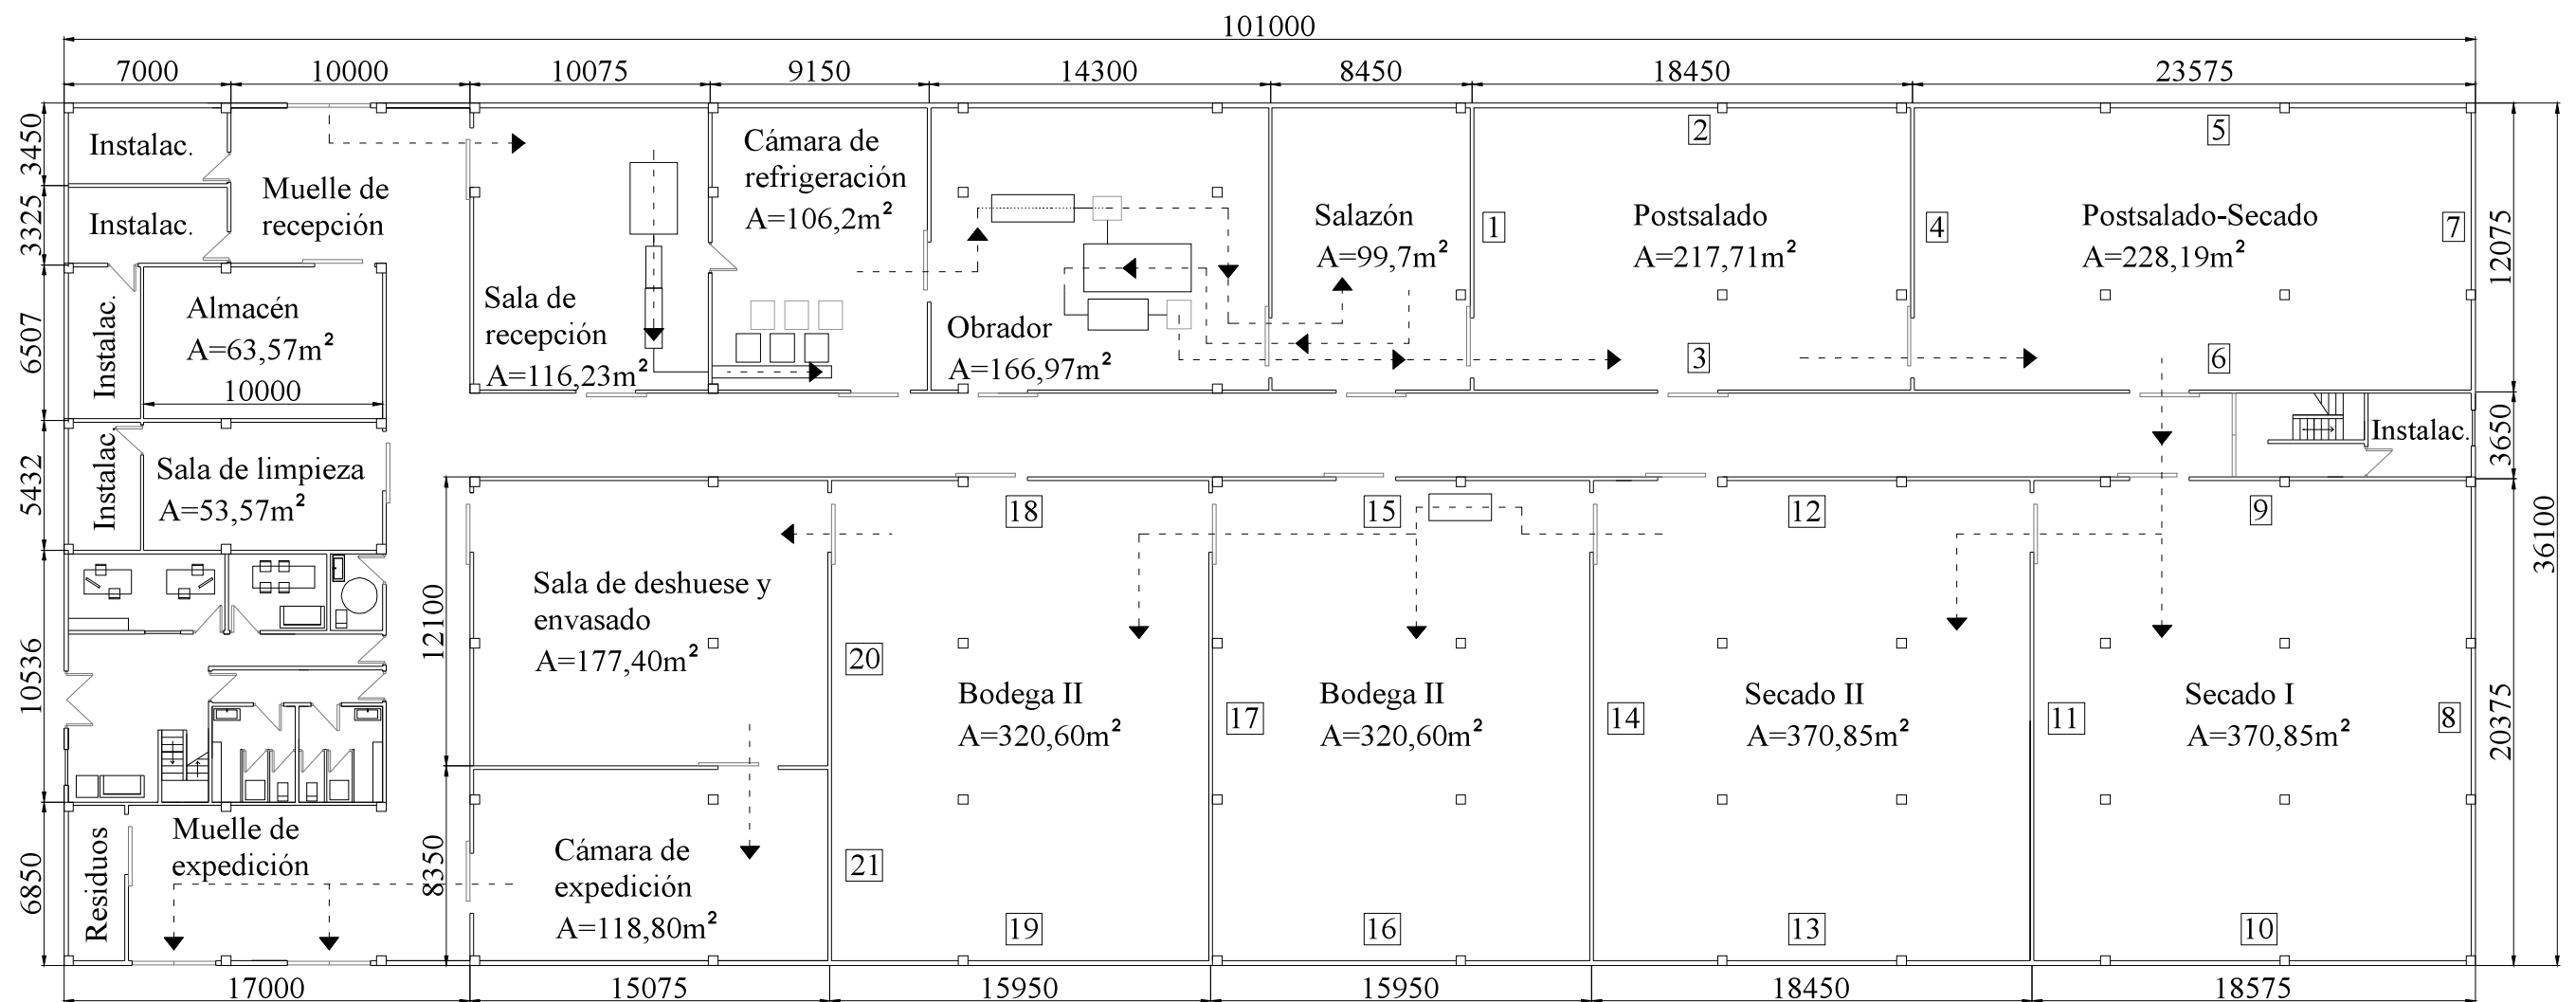 101000
7000 10000 10075 9150 14300 8450 18450 23575
3450
3325
6507
5432
10536
6850
12075
3650
20375
36100
Instalac.
Instalac.
Muelle de
recepción
Instalac.
Almacén
A=63,57m²
10000
Instalac.
Sala de limpieza
A=53,57m²
Sala de
recepción
A=116,23m²
Cámara de
refrigeración
A=106,2m²
Obrador
A=166,97m²
Salazón
A=99,7m²
1
2
Postsalado
A=217,71m²
3
4
5
Postsalado-Secado
A=228,19m²
6
7
Instalac.
12100
8350
Sala de deshuese y
envasado
A=177,40m²
Cámara de
expedición
A=118,80m²
Residuos
Muelle de
expedición
18
20
Bodega II
A=320,60m²
21
19
15
17
Bodega II
A=320,60m²
16
12
14
Secado II
A=370,85m²
13
9
11
Secado I
A=370,85m²
8
10
17000 15075 15950 15950 18450 18575